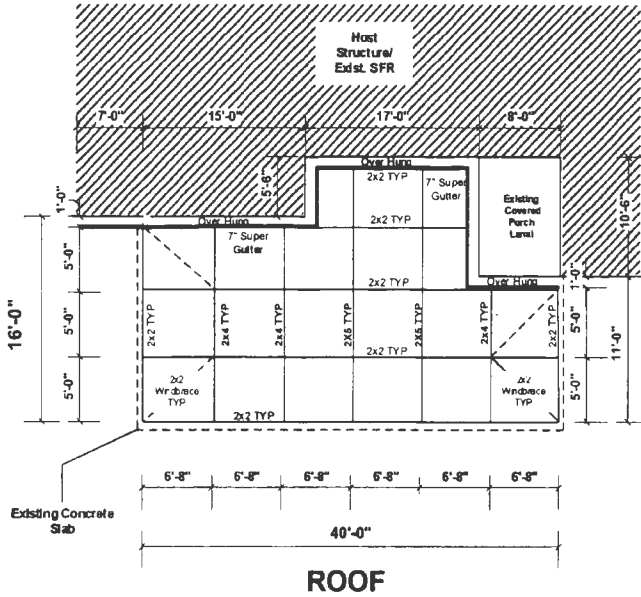 Host
Structure/
Exist. SFR
7'-0"
15'-0"
17'-0"
8'-0"
Over Hung
5'-6"
2x2 TYP
7" Super
Gutter
Existing
Covered
Porch
Lanai
10'-6"
1'-0"
Over Hung
2x2 TYP
7" Super
Gutter
Over Hung
1'-0"
16'-0"
5'-0"
2x2 TYP
5'-0"
2x2 TYP
2x4 TYP
2x4 TYP
2X5 TYP
2X5 TYP
2x4 TYP
2x2 TYP
5'-0"
11'-0"
2x2 TYP
5'-0"
2x2
Windbrace
TYP
2x2
Windbrace
TYP
5'-0"
2x2 TYP
6'-8"
6'-8"
6'-8"
6'-8"
6'-8"
6'-8"
Existing Concrete
Slab
40'-0"
ROOF